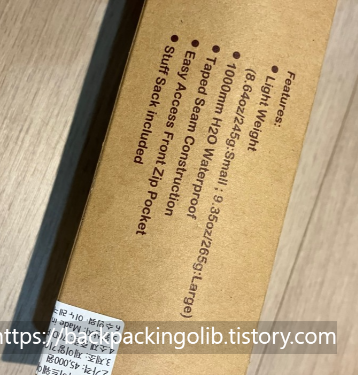 Features:
● Light Weight
(8.64oz/245g:Small ; 9.35oz/265g:Large)
● 1000mm H2O Waterproof
● Taped Seam Construction
● Easy Access Front Zip Pocket
● Stuff Sack Included
https://backpackingolib.tistory.com